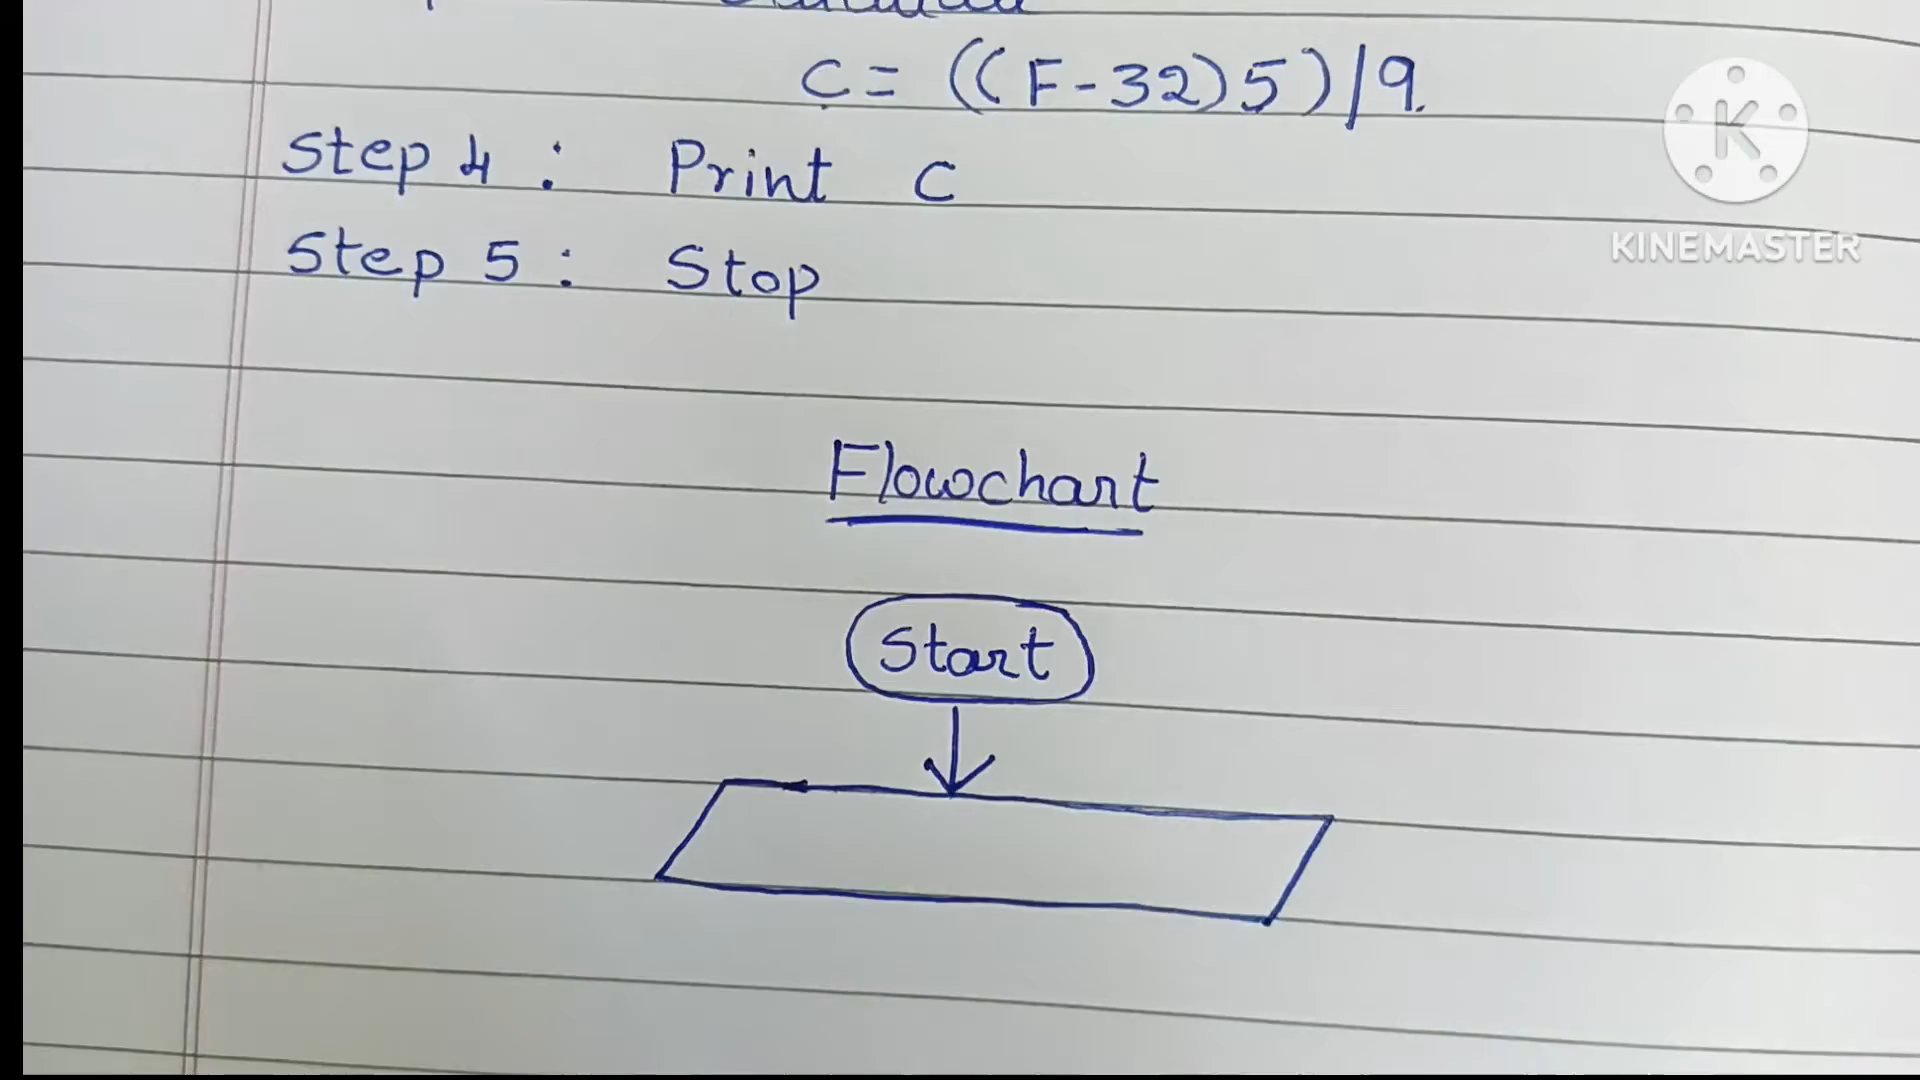 C = ((F-32)5)/9.
Step 4 : Print C
Step 5 : Stop
Flowchart
Start
K
KINEMASTER